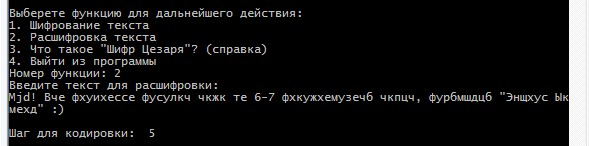 Выберете функцию для дальнейшего действия:
1. Шифрование текста
2. Расшифровка текста
3. Что такое "Шифр Цезаря"? (справка)
4. Выйти из программы
Номер функции: 2
Введите текст для расшифровки:
Mjd! Вче фхуихессе фусулкч чкжк те 6-7 фхкужхемузечб чкпцч, фурбмшдцб "Энщхус Ык
мехд" :)
Шаг для кодировки:  5